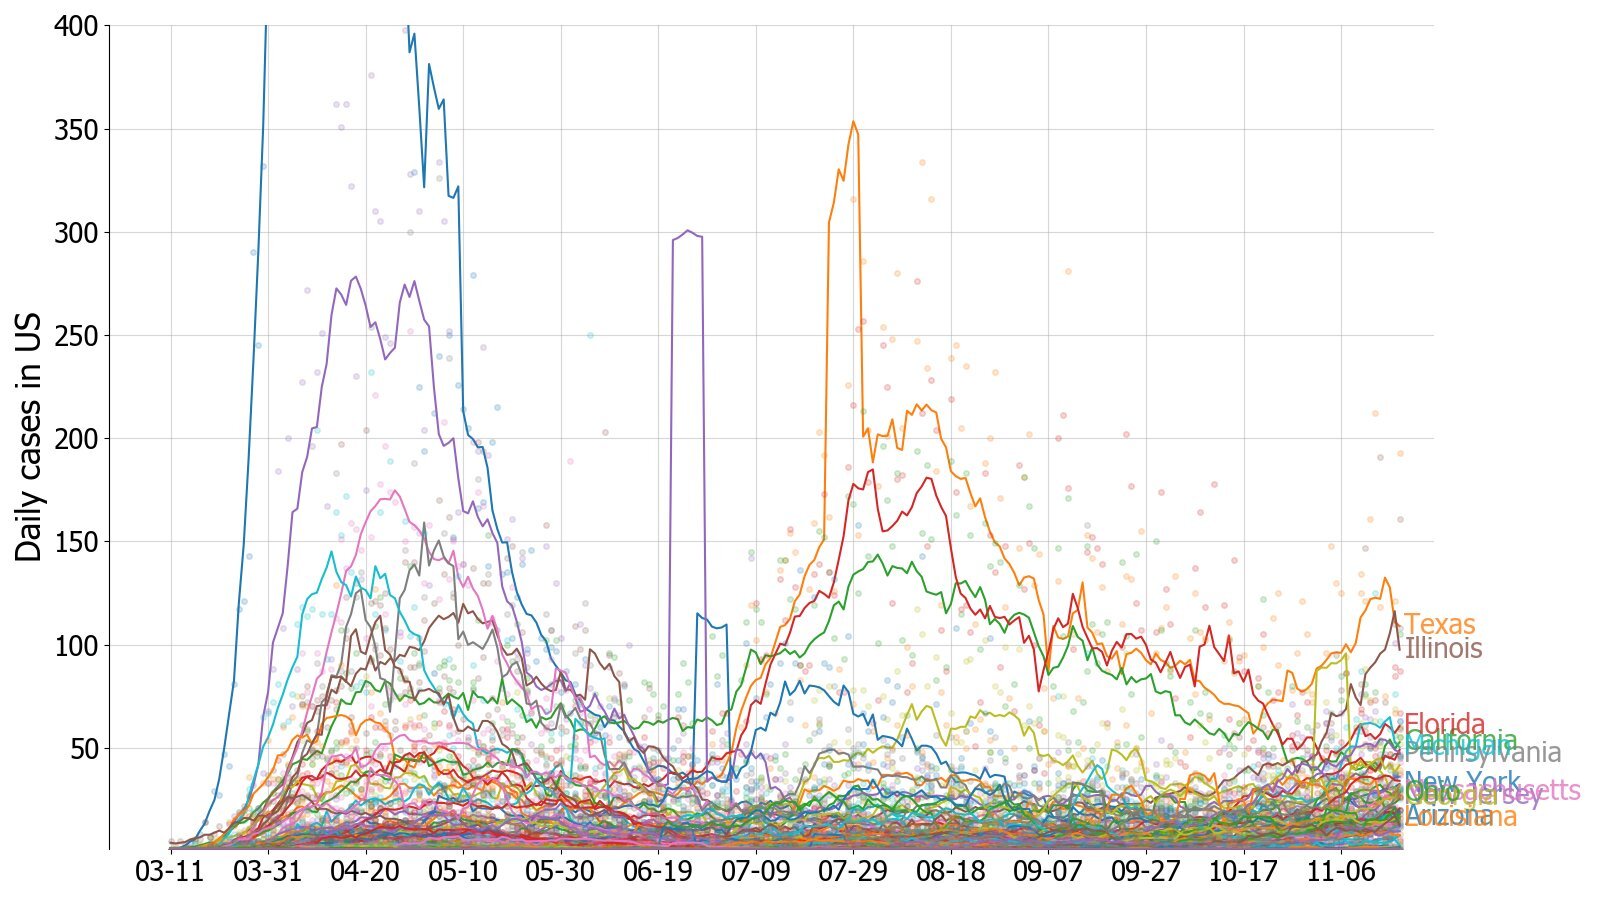 400
350
300
250
200
150
100
50
Daily cases in US
03-11 03-31 04-20 05-10 05-30 06-19 07-09 07-29 08-18 09-07 09-27 10-17 11-06
Texas
Illinois
Florida
California
Pennsylvania
New York
Louisiana
Arizona